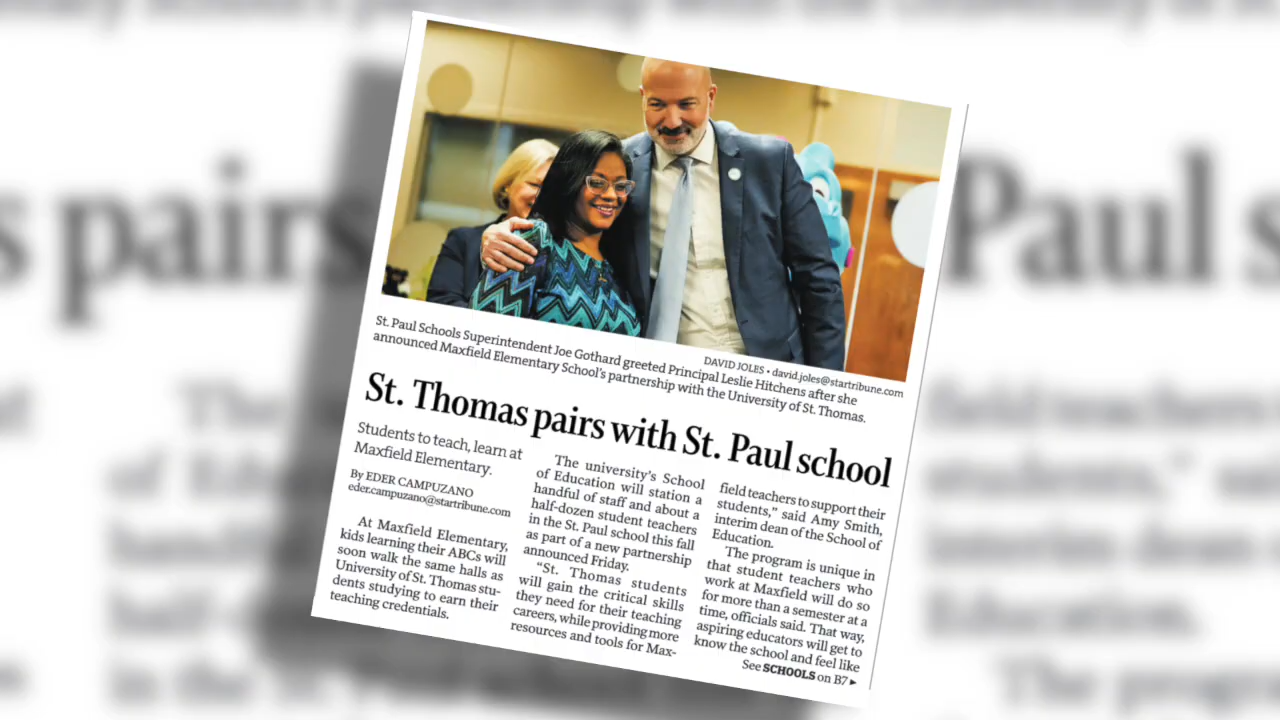 DAVID JOLES • david.joles@startribune.com
St. Paul Schools Superintendent Joe Gothard greeted Principal Leslie Hitchens after she
announced Maxfield Elementary School's partnership with the University of St. Thomas.
St. Thomas pairs with St. Paul school
Students to teach, learn at
Maxfield Elementary.
By EDER CAMPUZANO
eder.campuzano@startribune.com
At Maxfield Elementary,
kids learning their ABCs will
soon walk the same halls as
University of St. Thomas stu-
dents studying to earn their
teaching credentials.
The university's School
of Education will station a
handful of staff and about a
half-dozen student teachers
in the St. Paul school this fall
as part of a new partnership
announced Friday.
"St. Thomas students
will gain the critical skills
they need for their teaching
careers, while providing more
resources and tools for Max-
field teachers to support their
students," said Amy Smith,
interim dean of the School of
Education.
The program is unique in
that student teachers who
work at Maxfield will do so
for more than a semester at a
time, officials said. That way,
aspiring educators will get to
know the school and feel like
See SCHOOLS on B7 ▶